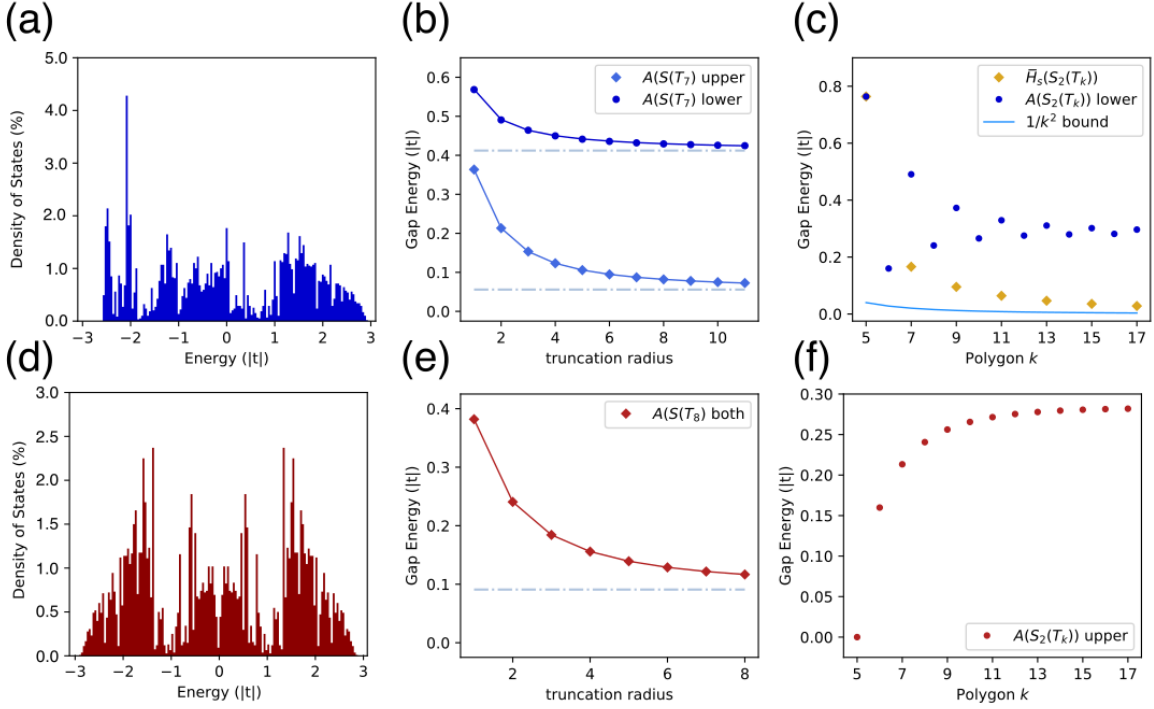 (a)
5.0
4.0
3.0
2.0
1.0
0.0
Density of States (%)
−3 −2 −1 0 1 2 3
Energy (|t|)
(b)
0.6
0.5
0.4
0.3
0.2
0.1
0.0
Gap Energy (|t|)
A(S(T₇) upper
A(S(T₇) lower
2 4 6 8 10
truncation radius
(c)
0.8
0.6
0.4
0.2
0.0
Gap Energy (|t|)
H̄ₛ(S₂(Tₖ))
A(S₂(Tₖ)) lower
1/k² bound
5 7 9 11 13 15 17
Polygon k
(d)
3.0
2.5
2.0
1.5
1.0
0.5
0.0
Density of States (%)
−3 −2 −1 0 1 2 3
Energy (|t|)
(e)
0.4
0.3
0.2
0.1
0.0
Gap Energy (|t|)
A(S(T₈) both
2 4 6 8
truncation radius
(f)
0.30
0.25
0.20
0.15
0.10
0.05
0.00
Gap Energy (|t|)
A(S₂(Tₖ)) upper
5 7 9 11 13 15 17
Polygon k